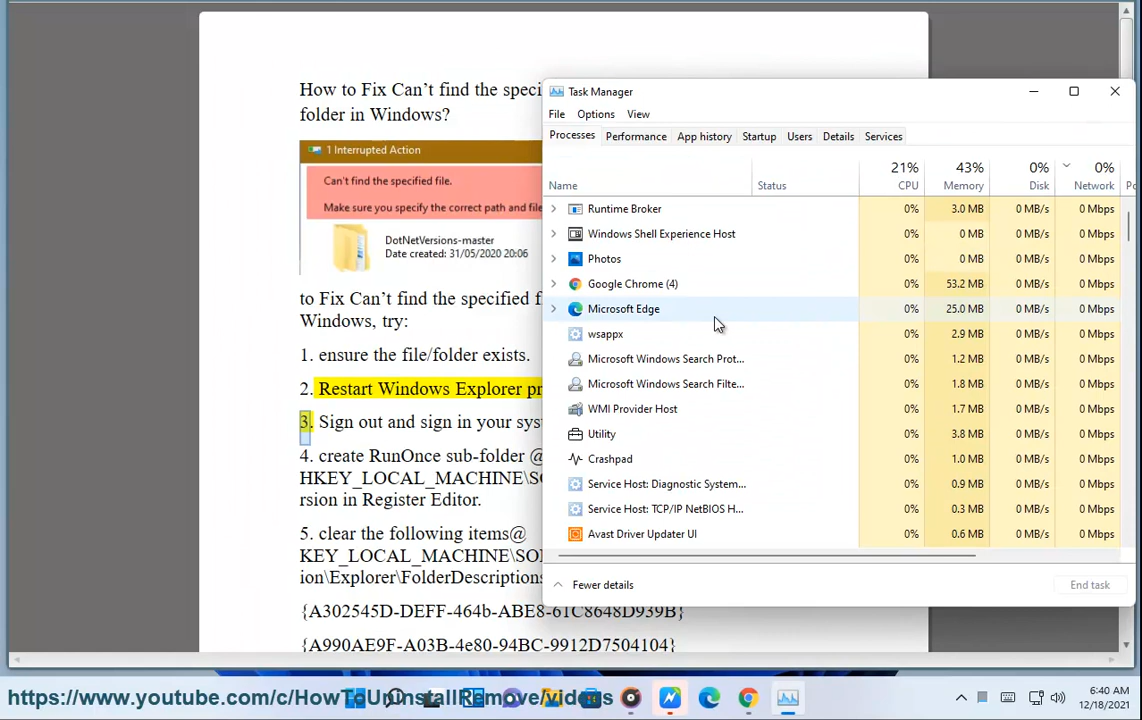 How to Fix Can’t find the speci
folder in Windows?
1 Interrupted Action
Can't find the specified file.
Make sure you specify the correct path and file
DotNetVersions-master
Date created: 31/05/2020 20:06
to Fix Can’t find the specified f
Windows, try:
1. ensure the file/folder exists.
2. Restart Windows Explorer pr
3. Sign out and sign in your sys
4. create RunOnce sub-folder @
HKEY_LOCAL_MACHINE\SO
rsion in Register Editor.
5. clear the following items@
KEY_LOCAL_MACHINE\SO
ion\Explorer\FolderDescriptions
{A302545D-DEFF-464b-ABE8-61C8648D939B}
{A990AE9F-A03B-4e80-94BC-9912D7504104}
Task Manager
File Options View
Processes Performance App history Startup Users Details Services
21% 43% 0% 0%
Name Status CPU Memory Disk Network Po
Runtime Broker 0% 3.0 MB 0 MB/s 0 Mbps
Windows Shell Experience Host 0% 0 MB 0 MB/s 0 Mbps
Photos 0% 0 MB 0 MB/s 0 Mbps
Google Chrome (4) 0% 53.2 MB 0 MB/s 0 Mbps
Microsoft Edge 0% 25.0 MB 0 MB/s 0 Mbps
wsappx 0% 2.9 MB 0 MB/s 0 Mbps
Microsoft Windows Search Prot... 0% 1.2 MB 0 MB/s 0 Mbps
Microsoft Windows Search Filte... 0% 1.8 MB 0 MB/s 0 Mbps
WMI Provider Host 0% 1.7 MB 0 MB/s 0 Mbps
Utility 0% 3.8 MB 0 MB/s 0 Mbps
Crashpad 0% 1.0 MB 0 MB/s 0 Mbps
Service Host: Diagnostic System... 0% 0.9 MB 0 MB/s 0 Mbps
Service Host: TCP/IP NetBIOS H... 0% 0.3 MB 0 MB/s 0 Mbps
Avast Driver Updater UI 0% 0.6 MB 0 MB/s 0 Mbps
Fewer details End task
https://www.youtube.com/c/HowToUninstallRemove/videos
6:40 AM
12/18/2021